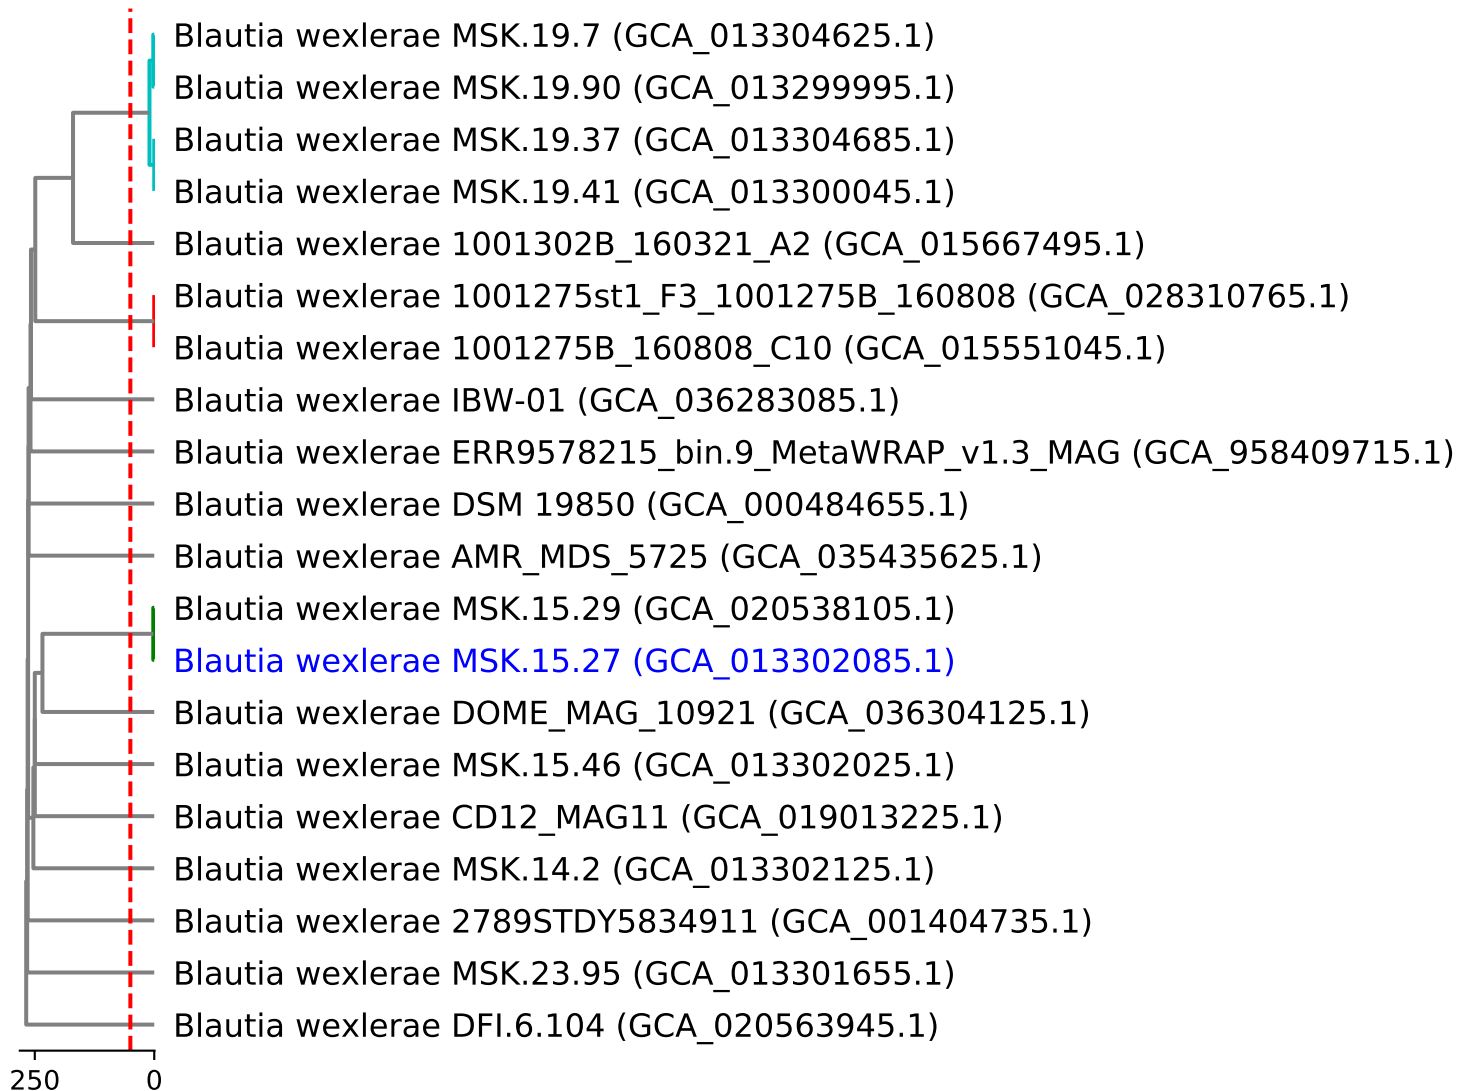 Blautia wexlerae MSK.19.7 (GCA_013304625.1)
Blautia wexlerae MSK.19.90 (GCA_013299995.1)
Blautia wexlerae MSK.19.37 (GCA_013304685.1)
Blautia wexlerae MSK.19.41 (GCA_013300045.1)
Blautia wexlerae 1001302B_160321_A2 (GCA_015667495.1)
Blautia wexlerae 1001275st1_F3_1001275B_160808 (GCA_028310765.1)
Blautia wexlerae 1001275B_160808_C10 (GCA_015551045.1)
Blautia wexlerae IBW-01 (GCA_036283085.1)
Blautia wexlerae ERR9578215_bin.9_MetaWRAP_v1.3_MAG (GCA_958409715.1)
Blautia wexlerae DSM 19850 (GCA_000484655.1)
Blautia wexlerae AMR_MDS_5725 (GCA_035435625.1)
Blautia wexlerae MSK.15.29 (GCA_020538105.1)
Blautia wexlerae MSK.15.27 (GCA_013302085.1)
Blautia wexlerae DOME_MAG_10921 (GCA_036304125.1)
Blautia wexlerae MSK.15.46 (GCA_013302025.1)
Blautia wexlerae CD12_MAG11 (GCA_019013225.1)
Blautia wexlerae MSK.14.2 (GCA_013302125.1)
Blautia wexlerae 2789STDY5834911 (GCA_001404735.1)
Blautia wexlerae MSK.23.95 (GCA_013301655.1)
Blautia wexlerae DFI.6.104 (GCA_020563945.1)
250 0